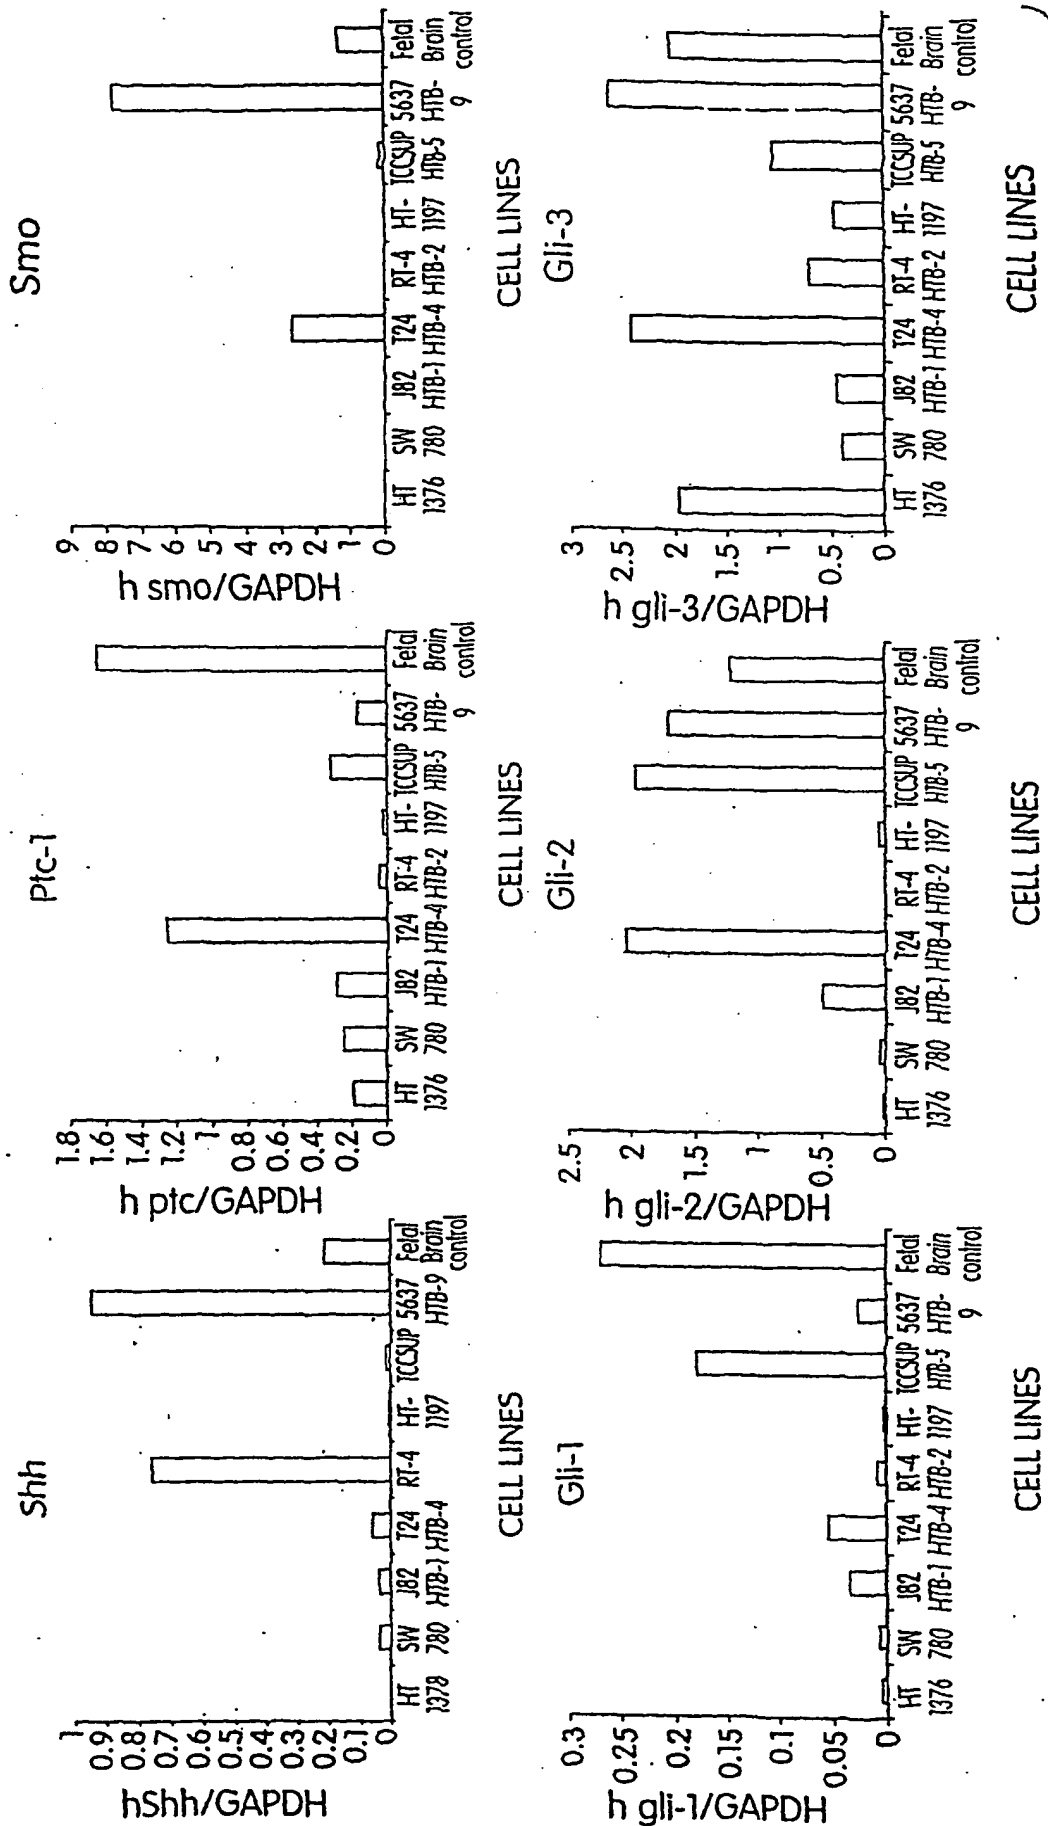 Shh
hShh/GAPDH
1
0.9
0.8
0.7
0.6
0.5
0.4
0.3
0.2
0.1
0
HT SW J82 T24 RT-4 HT- TCCSUP 5637 Fetal
1378 780 HTB-1 HTB-4 1197 HTB-9 Brain
control
CELL LINES
Ptc-1
h ptc/GAPDH
1.8
1.6
1.4
1.2
1
0.8
0.6
0.4
0.2
0
HT SW J82 T24 RT-4 HT- TCCSUP 5637 Fetal
1376 780 HTB-1 HTB-4 HTB-2 1197 HTB-5 HTB- Brain
9 control
CELL LINES
Smo
h smo/GAPDH
9
8
7
6
5
4
3
2
1
0
HT SW J82 T24 RT-4 HT- TCCSUP 5637 Fetal
1376 780 HTB-1 HTB-4 HTB-2 1197 HTB-5 HTB- Brain
9 control
CELL LINES
Gli-1
h gli-1/GAPDH
0.3
0.25
0.2
0.15
0.1
0.05
0
HT SW J82 T24 RT-4 HT- TCCSUP 5637 Fetal
1376 780 HTB-1 HTB-4 HTB-2 1197 HTB-5 HTB- Brain
9 control
CELL LINES
Gli-2
h gli-2/GAPDH
2.5
2
1.5
1
0.5
0
HT SW J82 T24 RT-4 HT- TCCSUP 5637 Fetal
1376 780 HTB-1 HTB-4 HTB-2 1197 HTB-5 HTB- Brain
9 control
CELL LINES
Gli-3
h gli-3/GAPDH
3
2.5
2
1.5
1
0.5
0
HT SW J82 T24 RT-4 HT- TCCSUP 5637 Fetal
1376 780 HTB-1 HTB-4 HTB-2 1197 HTB-5 HTB- Brain
9 control
CELL LINES